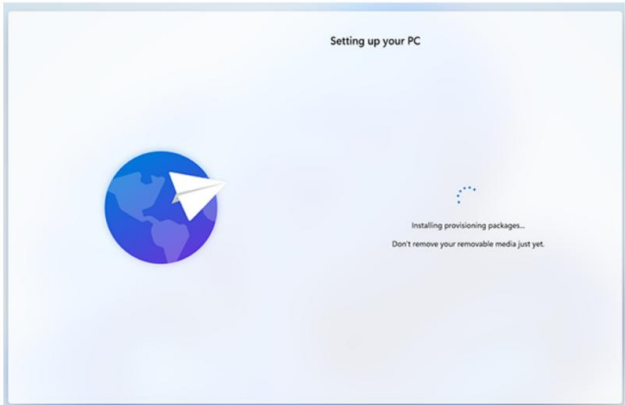 Setting up your PC
Installing provisioning packages...
Don't remove your removable media just yet.